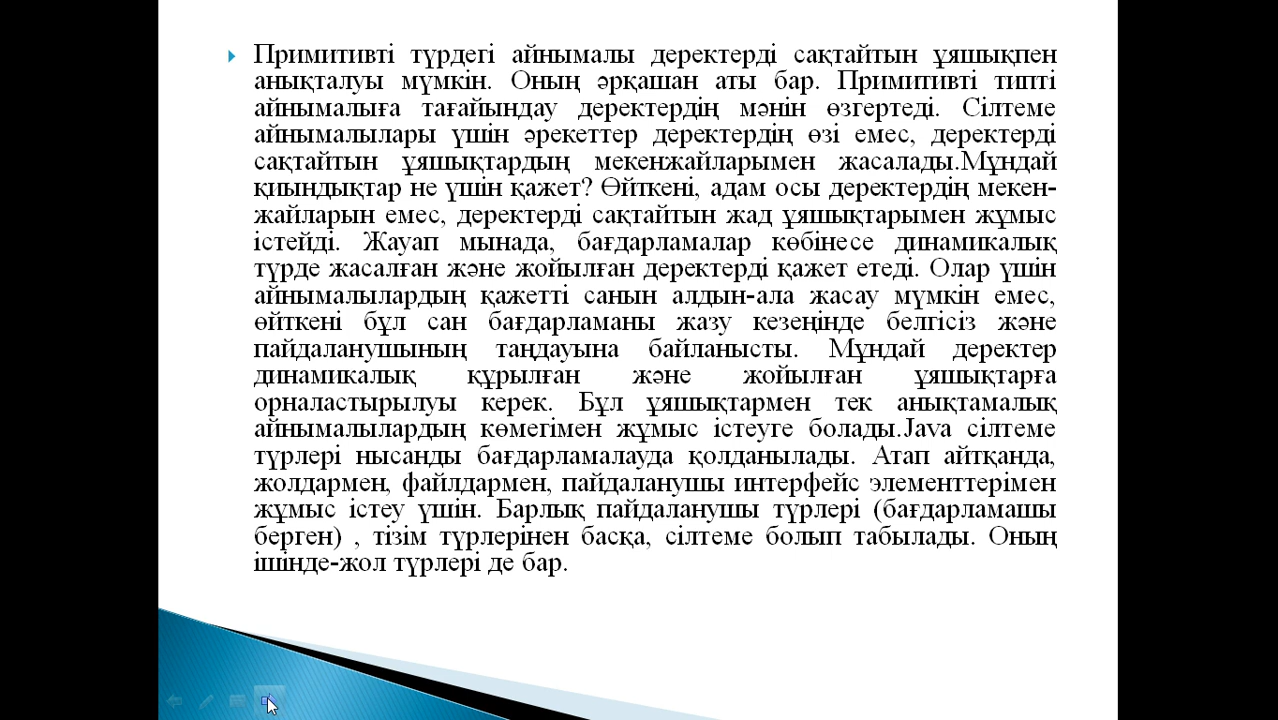 Примитивті түрдегі айнымалы деректерді сақтайтын ұяшықпен
анықталуы мүмкін. Оның әрқашан аты бар. Примитивті типті
айнымалыға тағайындау деректердің мәнін өзгертеді. Сілтеме
айнымалылары үшін әрекеттер деректердің өзі емес, деректерді
сақтайтын ұяшықтардың мекенжайларымен жасалады.Мұндай
қиындықтар не үшін қажет? Өйткені, адам осы деректердің мекен-
жайларын емес, деректерді сақтайтын жад ұяшықтарымен жұмыс
істейді. Жауап мынада, бағдарламалар көбінесе динамикалық
түрде жасалған және жойылған деректерді қажет етеді. Олар үшін
айнымалылардың қажетті санын алдын-ала жасау мүмкін емес,
өйткені бұл сан бағдарламаны жазу кезеңінде белгісіз және
пайдаланушының таңдауына байланысты. Мұндай деректер
динамикалық құрылған және жойылған ұяшықтарға
орналастырылуы керек. Бұл ұяшықтармен тек анықтамалық
айнымалылардың көмегімен жұмыс істеуге болады.Java сілтеме
түрлері нысанды бағдарламалауда қолданылады. Атап айтқанда,
жолдармен, файлдармен, пайдаланушы интерфейс элементтерімен
жұмыс істеу үшін. Барлық пайдаланушы түрлері (бағдарламашы
берген) , тізім түрлерінен басқа, сілтеме болып табылады. Оның
ішінде-жол түрлері де бар.